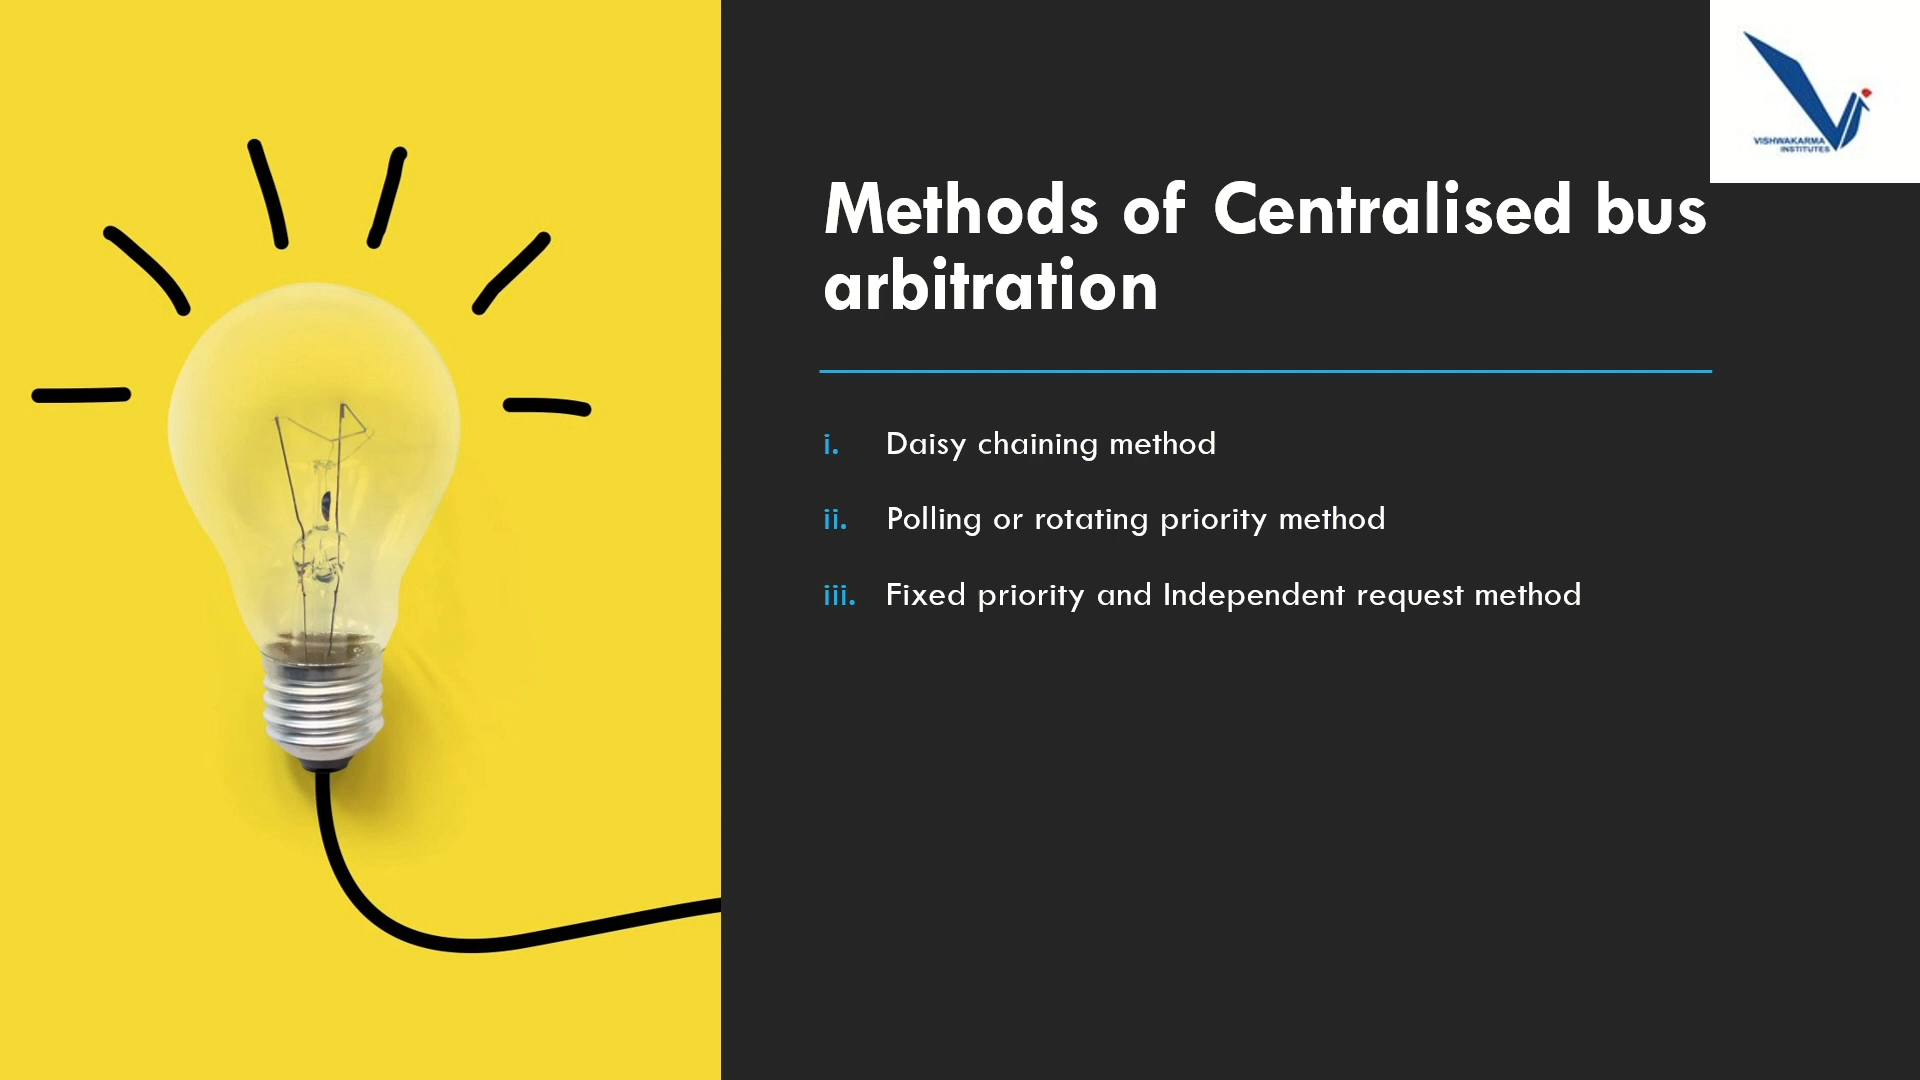 VISHWAKARMA
INSTITUTES
Methods of Centralised bus
arbitration
i. Daisy chaining method
ii. Polling or rotating priority method
iii. Fixed priority and Independent request method